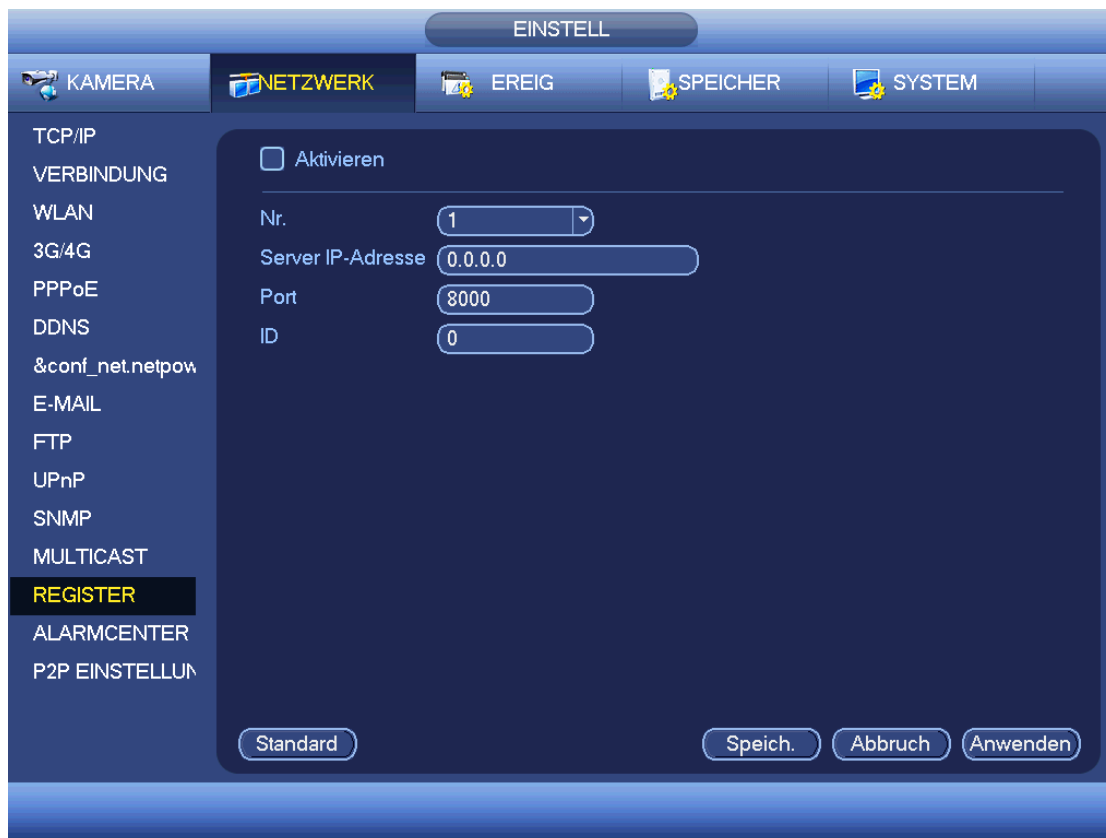 EINSTELL
KAMERA NETZWERK EREIG SPEICHER SYSTEM
TCP/IP
VERBINDUNG
WLAN
3G/4G
PPPoE
DDNS
&conf_net.netpow
E-MAIL
FTP
UPnP
SNMP
MULTICAST
REGISTER
ALARMCENTER
P2P EINSTELLUN
Aktivieren
Nr. 1
Server IP-Adresse 0.0.0.0
Port 8000
ID 0
Standard Speich. Abbruch Anwenden